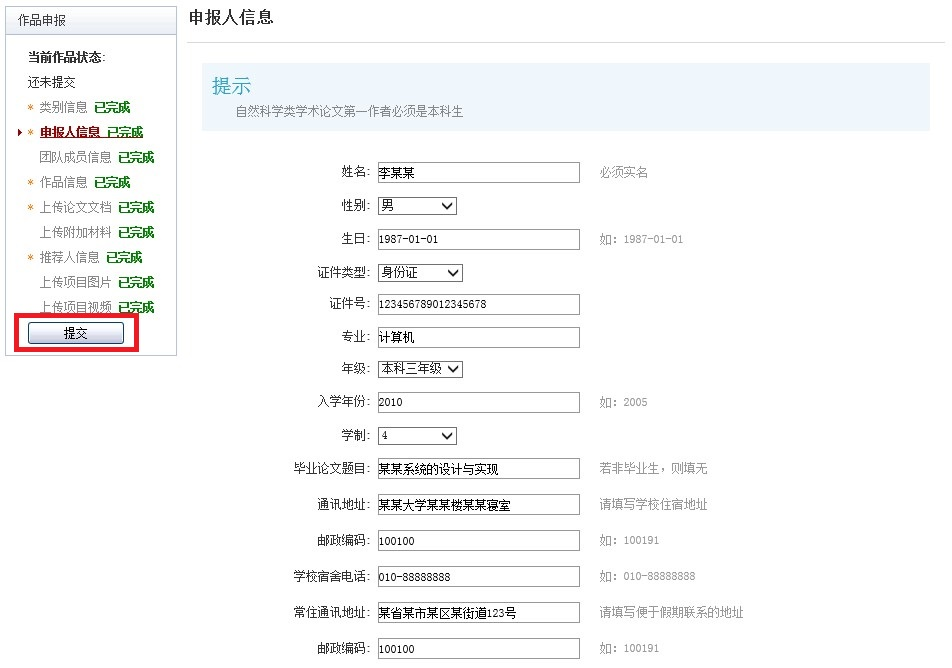 作品申报
当前作品状态:
还未提交
* 类别信息 已完成
* 申报人信息 已完成
团队成员信息 已完成
* 作品信息 已完成
* 上传论文文档 已完成
上传附加材料 已完成
* 推荐人信息 已完成
上传项目图片 已完成
上传项目视频 已完成
提交
申报人信息
提示
自然科学类学术论文第一作者必须是本科生
姓名: 李某某 必须实名
性别: 男
生日: 1987-01-01 如: 1987-01-01
证件类型: 身份证
证件号: 123456789012345678
专业: 计算机
年级: 本科三年级
入学年份: 2010 如: 2005
学制: 4
毕业论文题目: 某某系统的设计与实现 若非毕业生，则填无
通讯地址: 某某大学某某楼某某寝室 请填写学校住宿地址
邮政编码: 100100 如: 100191
学校宿舍电话: 010-88888888 如: 010-88888888
常住通讯地址: 某省某市某区某街道123号 请填写便于假期联系的地址
邮政编码: 100100 如: 100191